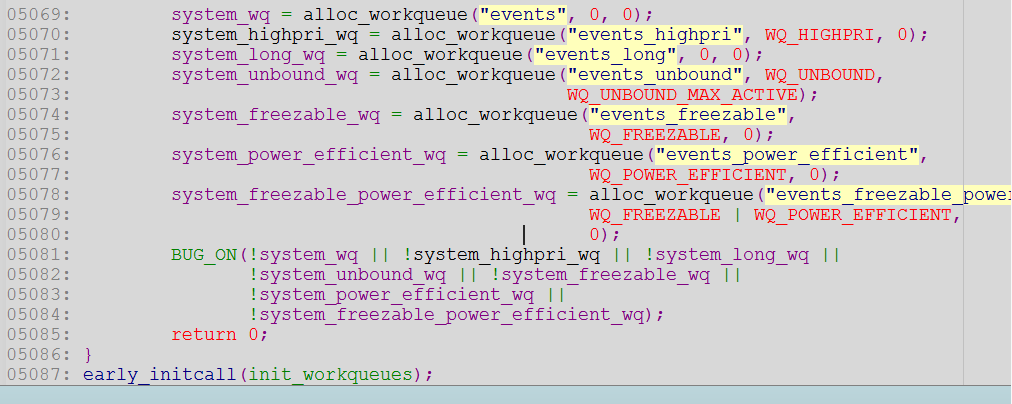 05069:         system_wq = alloc_workqueue("events", 0, 0);
05070:         system_highpri_wq = alloc_workqueue("events_highpri", WQ_HIGHPRI, 0);
05071:         system_long_wq = alloc_workqueue("events_long", 0, 0);
05072:         system_unbound_wq = alloc_workqueue("events_unbound", WQ_UNBOUND,
05073:                                             WQ_UNBOUND_MAX_ACTIVE);
05074:         system_freezable_wq = alloc_workqueue("events_freezable",
05075:                                               WQ_FREEZABLE, 0);
05076:         system_power_efficient_wq = alloc_workqueue("events_power_efficient",
05077:                                               WQ_POWER_EFFICIENT, 0);
05078:         system_freezable_power_efficient_wq = alloc_workqueue("events_freezable_power
05079:                                               WQ_FREEZABLE | WQ_POWER_EFFICIENT,
05080:                                               0);
05081:         BUG_ON(!system_wq || !system_highpri_wq || !system_long_wq ||
05082:                !system_unbound_wq || !system_freezable_wq ||
05083:                !system_power_efficient_wq ||
05084:                !system_freezable_power_efficient_wq);
05085:         return 0;
05086: }
05087: early_initcall(init_workqueues);